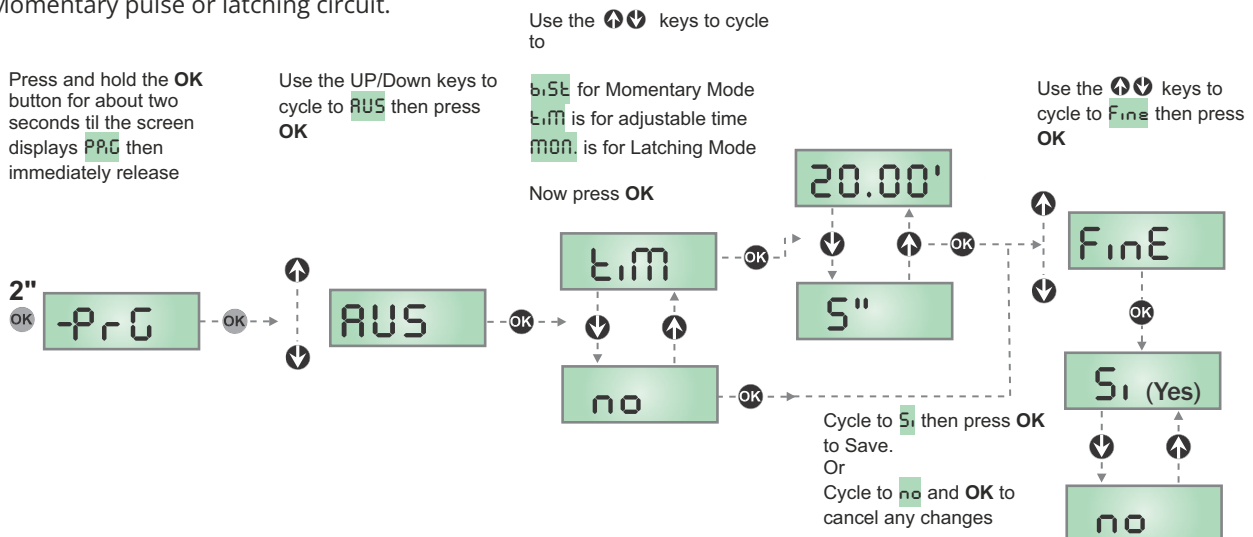 Momentary pulse or latching circuit.
Press and hold the OK
button for about two
seconds til the screen
displays PPiG then
immediately release
Use the UP/Down keys to
cycle to AUS then press
OK
Use the keys to cycle
to
biSt for Momentary Mode
tiM is for adjustable time
MON. is for Latching Mode
Now press OK
Use the keys to
cycle to Fine then press
OK
2"
OK
-PrG
OK
AUS
OK
tiM
no
OK
OK
20.00'
5"
OK
FinE
OK
Si (Yes)
no
Cycle to Si then press OK
to Save.
Or
Cycle to no and OK to
cancel any changes